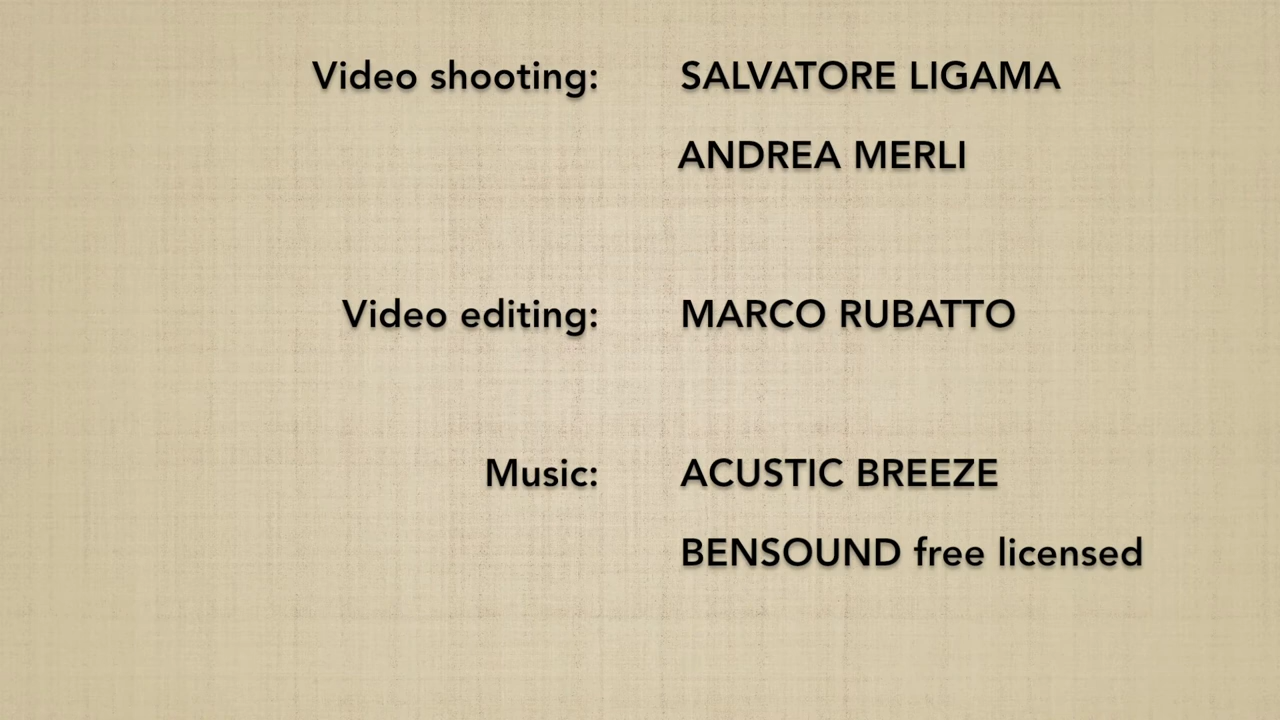 Video shooting: SALVATORE LIGAMA
ANDREA MERLI
Video editing: MARCO RUBATTO
Music: ACUSTIC BREEZE
BENSOUND free licensed